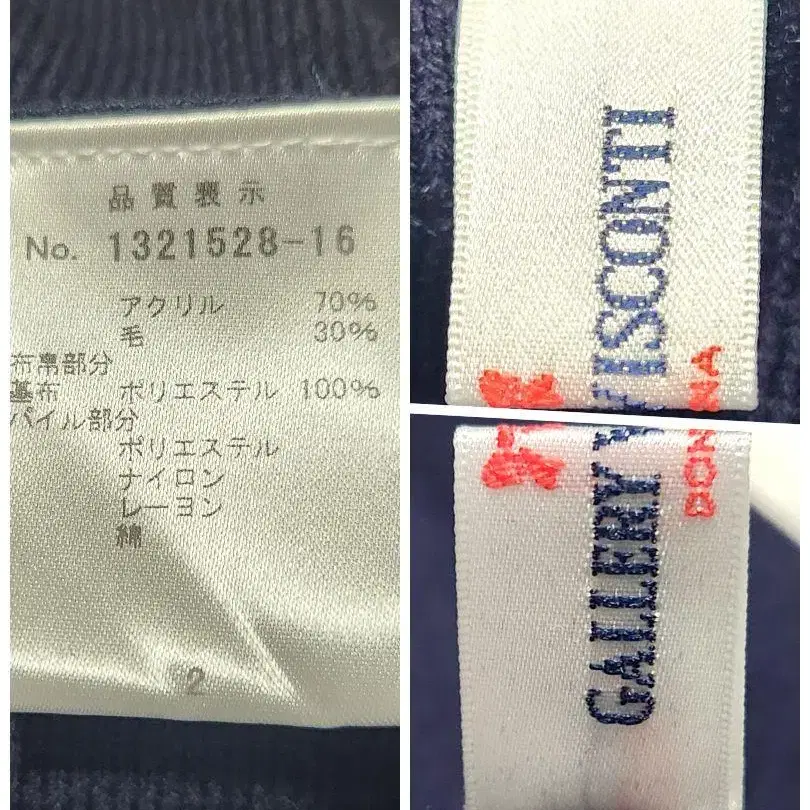 品質表示
No. 1321528-16
アクリル 70%
毛 30%
布帛部分
基布 ポリエステル 100%
パイル部分
ポリエステル
ナイロン
レーヨン
綿
2
GALLERY VISCONTI
DONNA